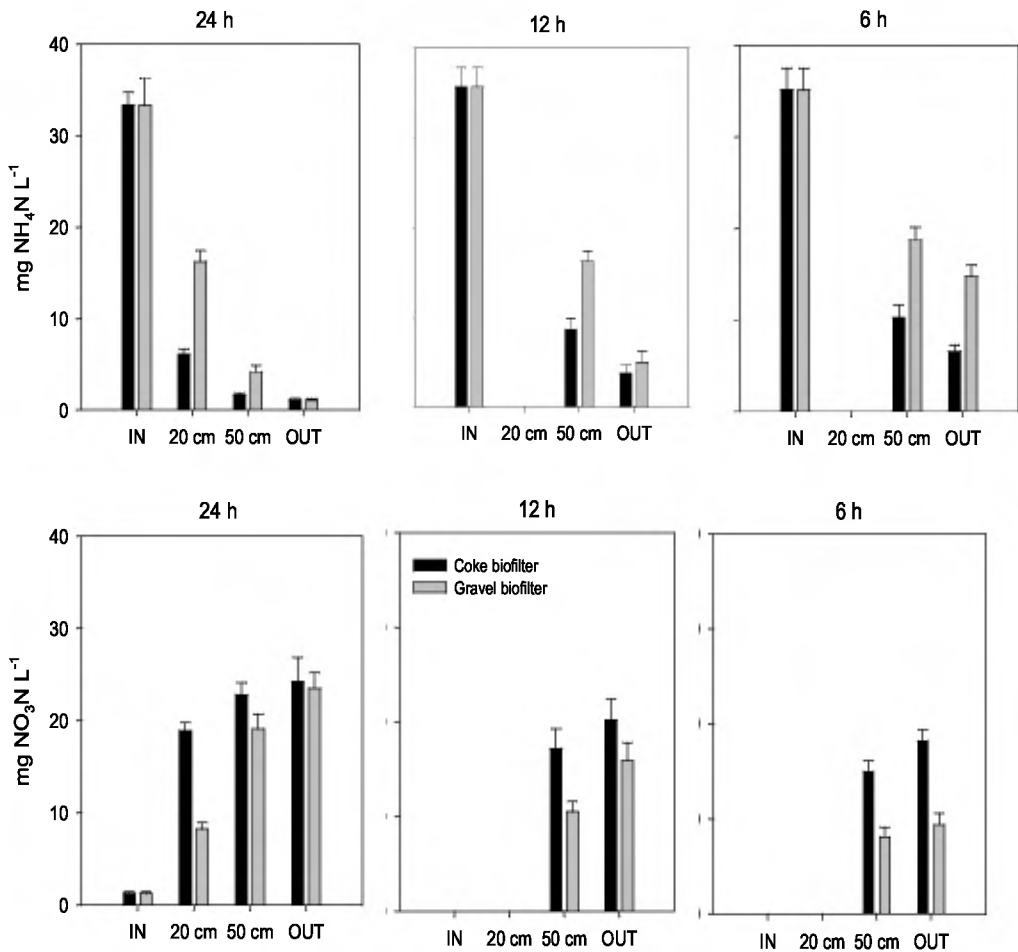 24 h
12 h
6 h
mg NH₄N L⁻¹
40
30
20
10
0
IN 20 cm 50 cm OUT
IN 20 cm 50 cm OUT
IN 20 cm 50 cm OUT
24 h
12 h
6 h
mg NO₃N L⁻¹
40
30
20
10
0
Coke biofilter
Gravel biofilter
IN 20 cm 50 cm OUT
IN 20 cm 50 cm OUT
IN 20 cm 50 cm OUT